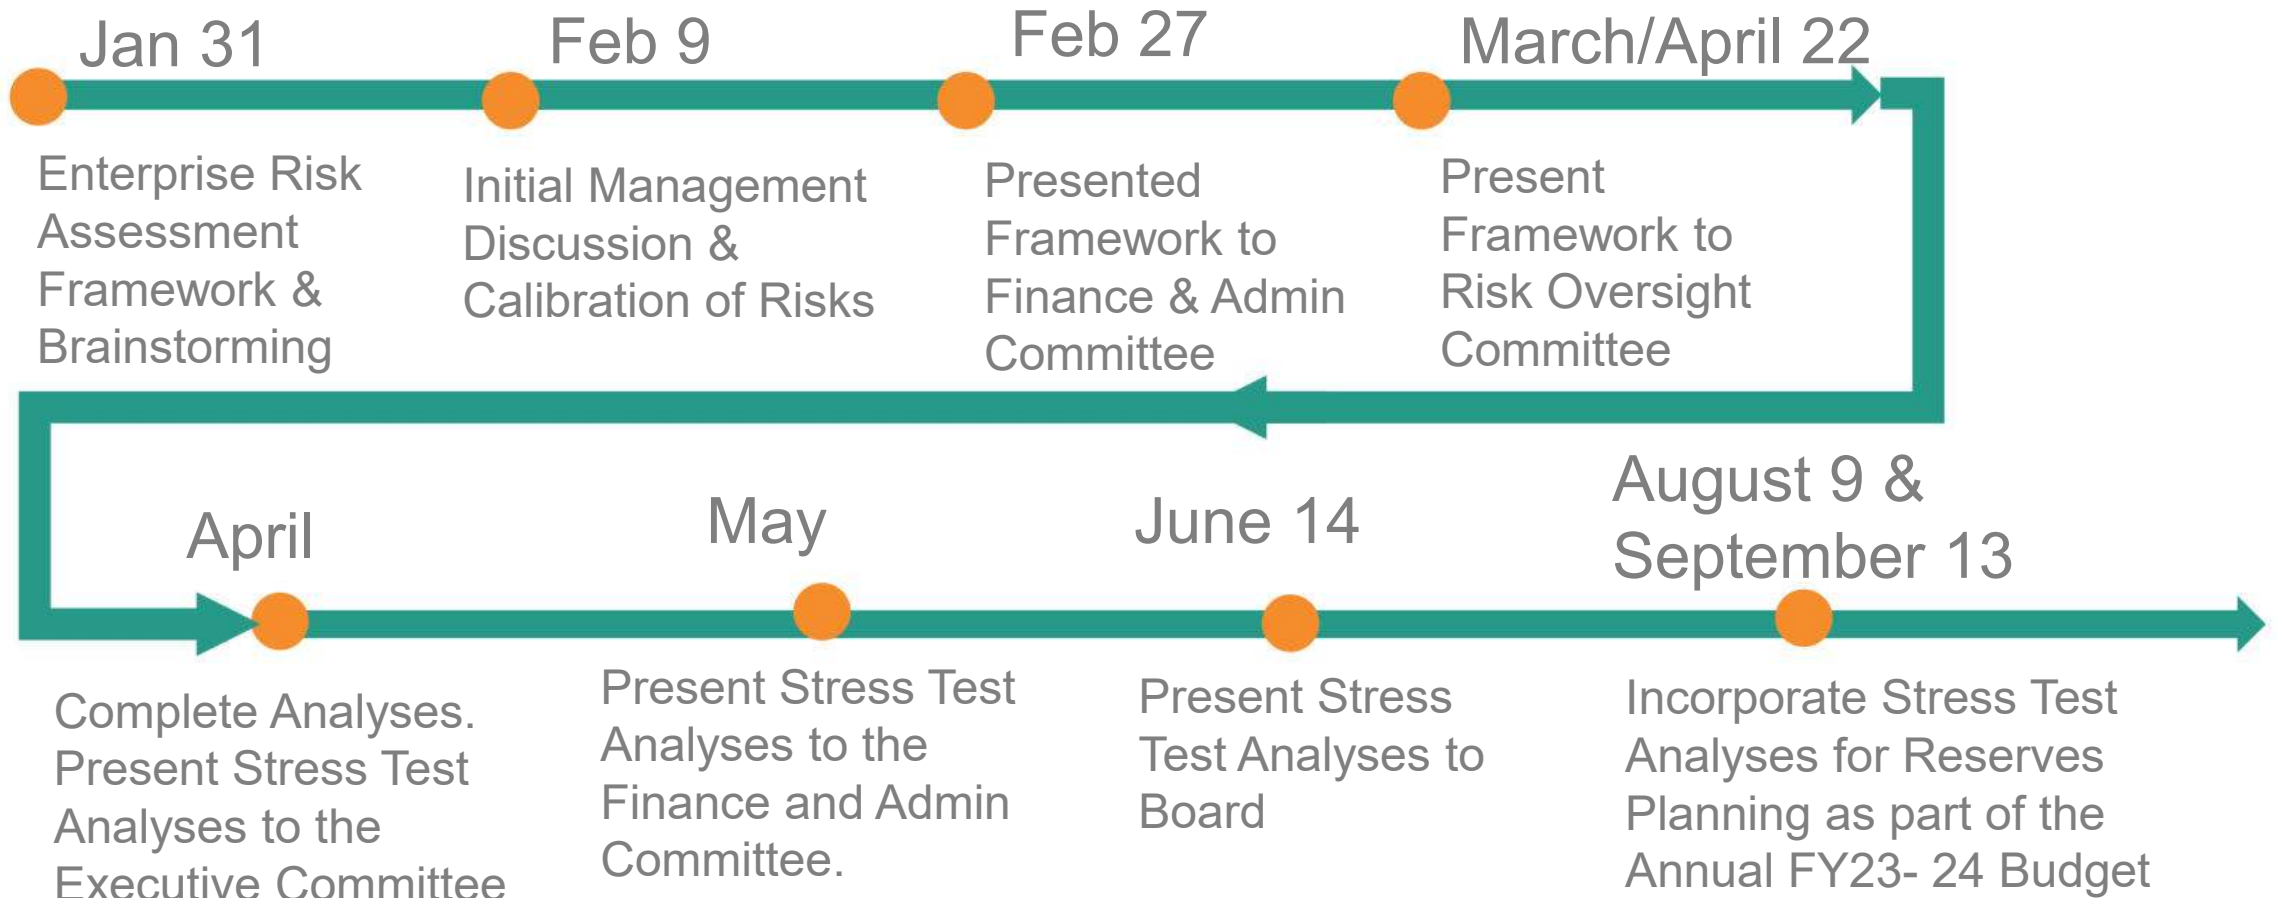 Jan 31
Enterprise Risk
Assessment
Framework &
Brainstorming
Feb 9
Initial Management
Discussion &
Calibration of Risks
Feb 27
Presented
Framework to
Finance & Admin
Committee
March/April 22
Present
Framework to
Risk Oversight
Committee
April
Complete Analyses.
Present Stress Test
Analyses to the
Executive Committee
May
Present Stress Test
Analyses to the
Finance and Admin
Committee.
June 14
Present Stress
Test Analyses to
Board
August 9 &
September 13
Incorporate Stress Test
Analyses for Reserves
Planning as part of the
Annual FY23- 24 Budget